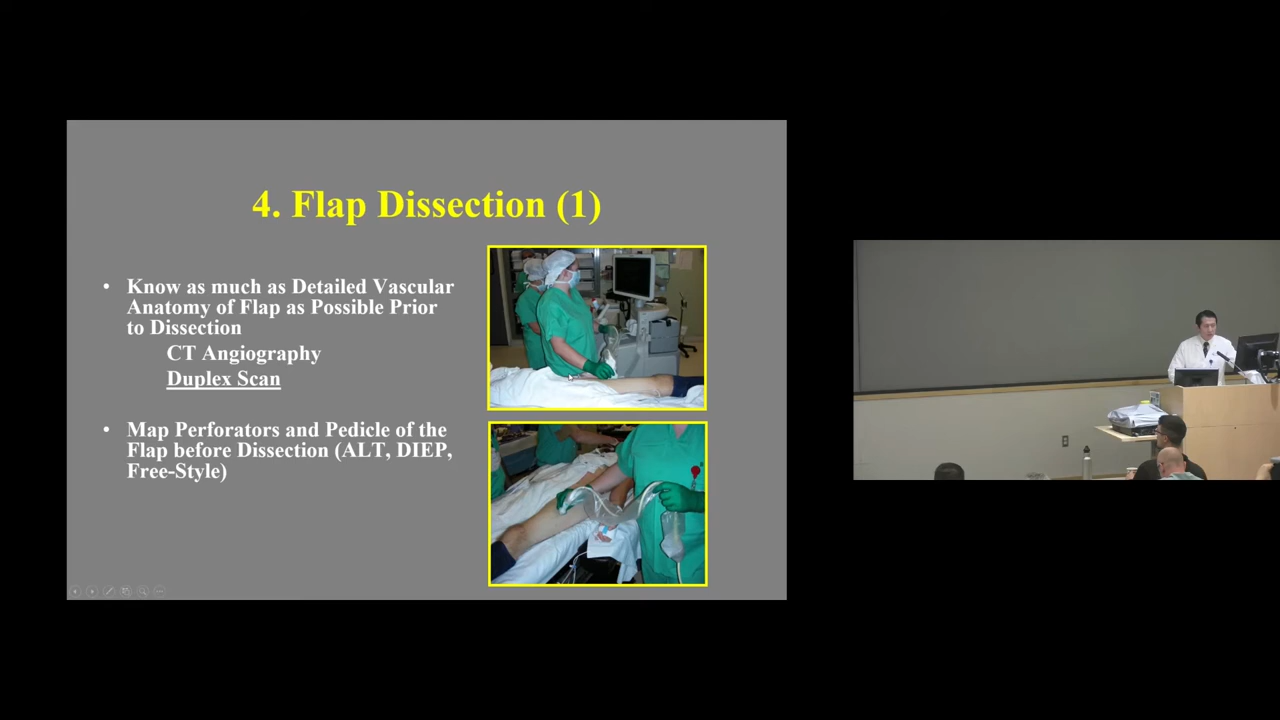 4. Flap Dissection (1)
• Know as much as Detailed Vascular
Anatomy of Flap as Possible Prior
to Dissection
CT Angiography
Duplex Scan
• Map Perforators and Pedicle of the
Flap before Dissection (ALT, DIEP,
Free-Style)